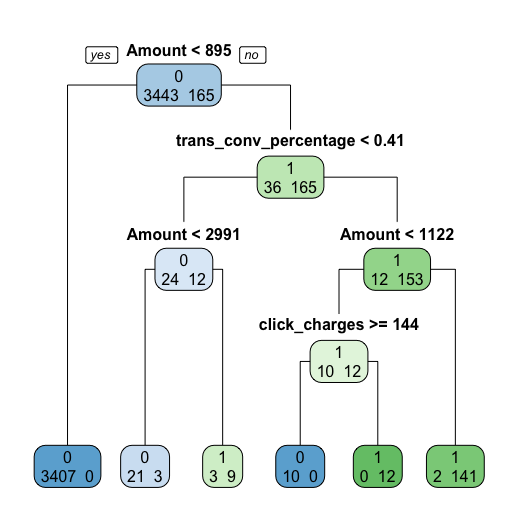 yes Amount < 895 no
0
3443 165
trans_conv_percentage < 0.41
1
36 165
Amount < 2991 Amount < 1122
0 1
24 12 12 153
click_charges >= 144
1
10 12
0 0 1 0 1 1
3407 0 21 3 3 9 10 0 0 12 2 141